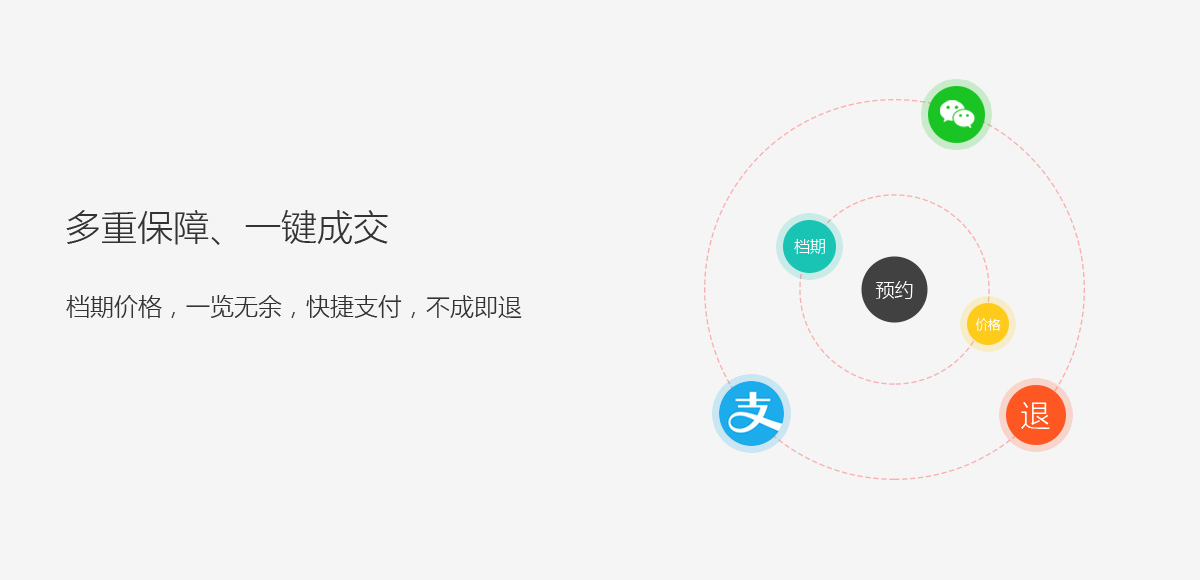 多重保障、一键成交
档期价格，一览无余，快捷支付，不成即退
档期
预约
价格
支
退